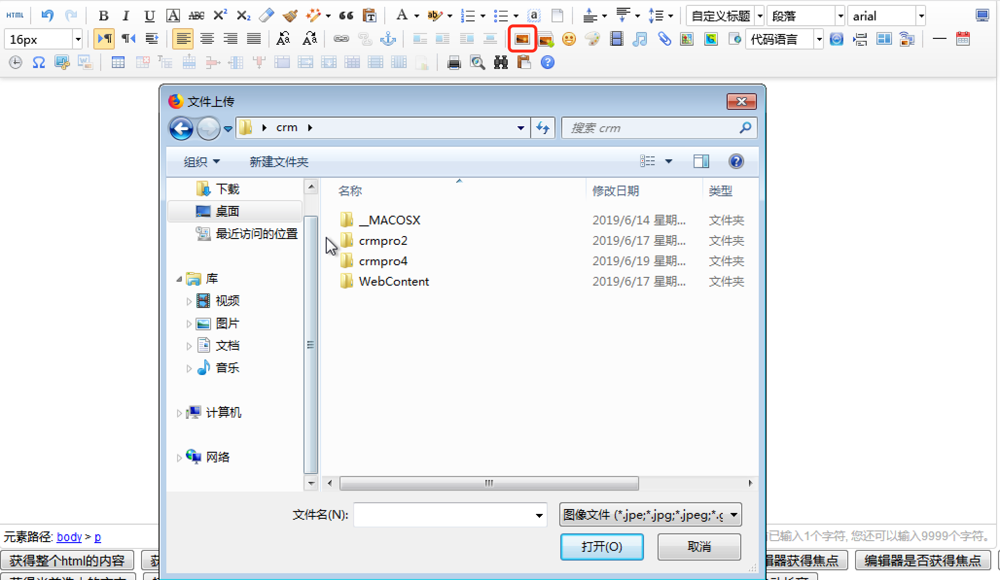 HTML B I U A ABC X² X₂ A ab a 自定义标题 段落 arial
16px 代码语言
文件上传
crm 搜索 crm
组织 新建文件夹
名称 修改日期 类型
下载
桌面
最近访问的位置
库
视频
图片
文档
音乐
计算机
网络
__MACOSX 2019/6/14 星期... 文件夹
crmpro2 2019/6/17 星期... 文件夹
crmpro4 2019/6/19 星期... 文件夹
WebContent 2019/6/17 星期... 文件夹
文件名(N): 图像文件 (*.jpe;*.jpg;*.jpeg;*.g
打开(O) 取消
元素路径: body > p 已输入1个字符, 您还可以输入9999个字符。
获得整个html的内容 获 辑器获得焦点 编辑器是否获得焦点